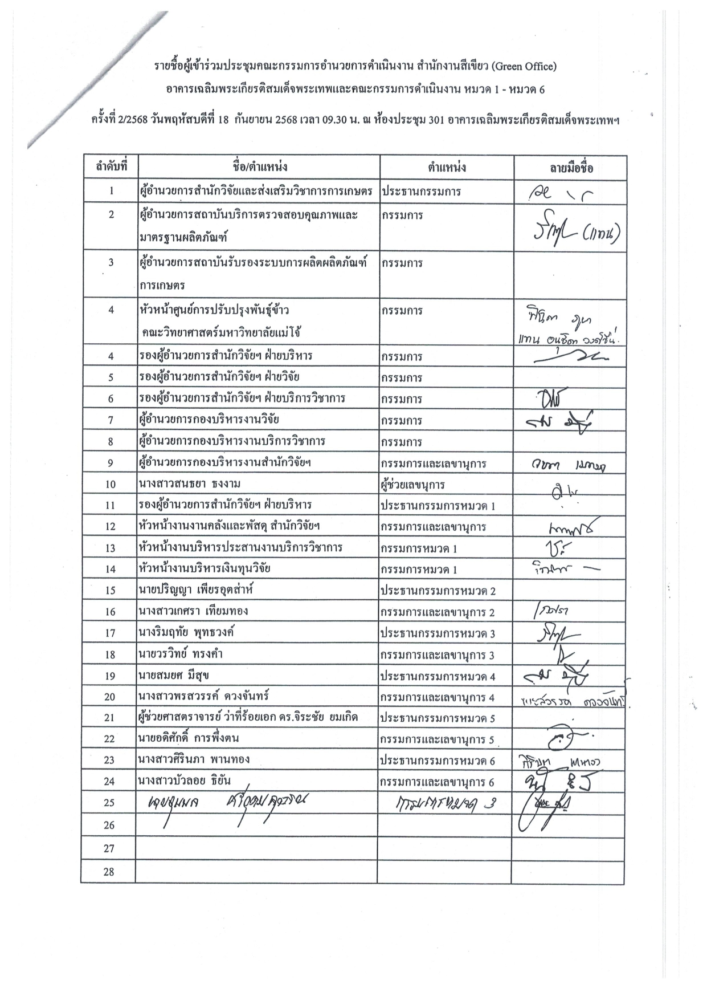 รายชื่อผู้เข้าร่วมประชุมคณะกรรมการอำนวยการดำเนินงาน สำนักงานสีเขียว (Green Office)
อาคารเฉลิมพระเกียรติสมเด็จพระเทพและคณะกรรมการดำเนินงาน หมวด 1 - หมวด 6
ครั้งที่ 2/2568 วันพฤหัสบดีที่ 18 กันยายน 2568 เวลา 09.30 น. ณ ห้องประชุม 301 อาคารเฉลิมพระเกียรติสมเด็จพระเทพฯ
ลำดับที่ ชื่อ/ตำแหน่ง ตำแหน่ง ลายมือชื่อ
1 ผู้อำนวยการสำนักวิจัยและส่งเสริมวิชาการการเกษตร ประธานกรรมการ
2 ผู้อำนวยการสถาบันบริการตรวจสอบคุณภาพและ กรรมการ
มาตรฐานผลิตภัณฑ์ (แทน)
3 ผู้อำนวยการสถาบันรับรองระบบการผลิตผลิตภัณฑ์ กรรมการ
การเกษตร
4 หัวหน้าศูนย์การปรับปรุงพันธุ์ข้าว กรรมการ
คณะวิทยาศาสตร์มหาวิทยาลัยแม่โจ้ แทน
4 รองผู้อำนวยการสำนักวิจัยฯ ฝ่ายบริหาร กรรมการ
5 รองผู้อำนวยการสำนักวิจัยฯ ฝ่ายวิจัย กรรมการ
6 รองผู้อำนวยการสำนักวิจัยฯ ฝ่ายบริการวิชาการ กรรมการ
7 ผู้อำนวยการกองบริหารงานวิจัย กรรมการ
8 ผู้อำนวยการกองบริหารงานบริการวิชาการ กรรมการ
9 ผู้อำนวยการกองบริหารงานสำนักวิจัยฯ กรรมการและเลขานุการ
10 นางสาวสนธยา ธงงาม ผู้ช่วยเลขนุการ
11 รองผู้อำนวยการสำนักวิจัยฯ ฝ่ายบริหาร ประธานกรรมการหมวด 1
12 หัวหน้างานงานคลังและพัสดุ สำนักวิจัยฯ กรรมการและเลขานุการ
13 หัวหน้างานบริหารประสานงานบริการวิชาการ กรรมการหมวด 1
14 หัวหน้างานบริหารเงินทุนวิจัย กรรมการหมวด 1
15 นายปริญญา เพียรอุตส่าห์ ประธานกรรมการหมวด 2
16 นางสาวเกศรา เทียมทอง กรรมการและเลขานุการ 2 เกศรา
17 นางริมฤทัย พุทธวงค์ ประธานกรรมการหมวด 3
18 นายวรวิทย์ ทรงคำ กรรมการและเลขานุการ 3
19 นายสมยศ มีสุข ประธานกรรมการหมวด 4
20 นางสาวพรสวรรค์ ดวงจันทร์ กรรมการและเลขานุการ 4 พรสวรรค์ ดวงจันทร์
21 ผู้ช่วยศาสตราจารย์ ว่าที่ร้อยเอก ดร.จิระชัย ยมเกิด ประธานกรรมการหมวด 5
22 นายอดิศักดิ์ การพึ่งตน กรรมการและเลขานุการ 5
23 นางสาวศิรินภา พานทอง ประธานกรรมการหมวด 6 ศิรินภา พานทอง
24 นางสาวบัวลอย ธิยัน กรรมการและเลขานุการ 6
25 กรรมการหมวด 3
26
27
28